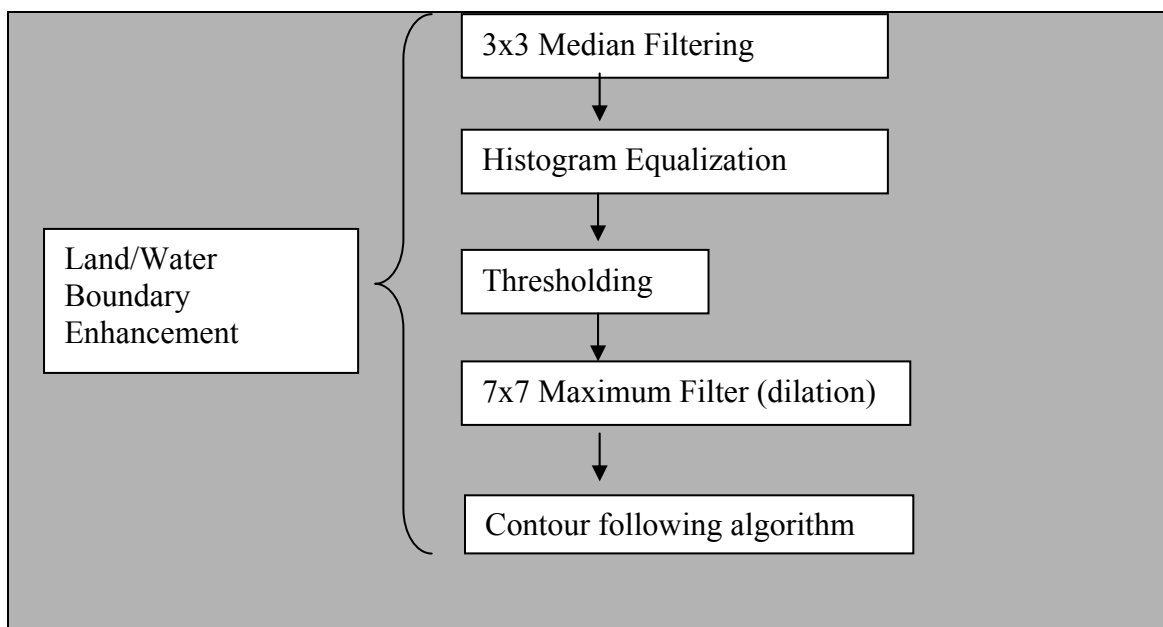 3x3 Median Filtering
Histogram Equalization
Land/Water
Boundary
Enhancement
Thresholding
7x7 Maximum Filter (dilation)
Contour following algorithm